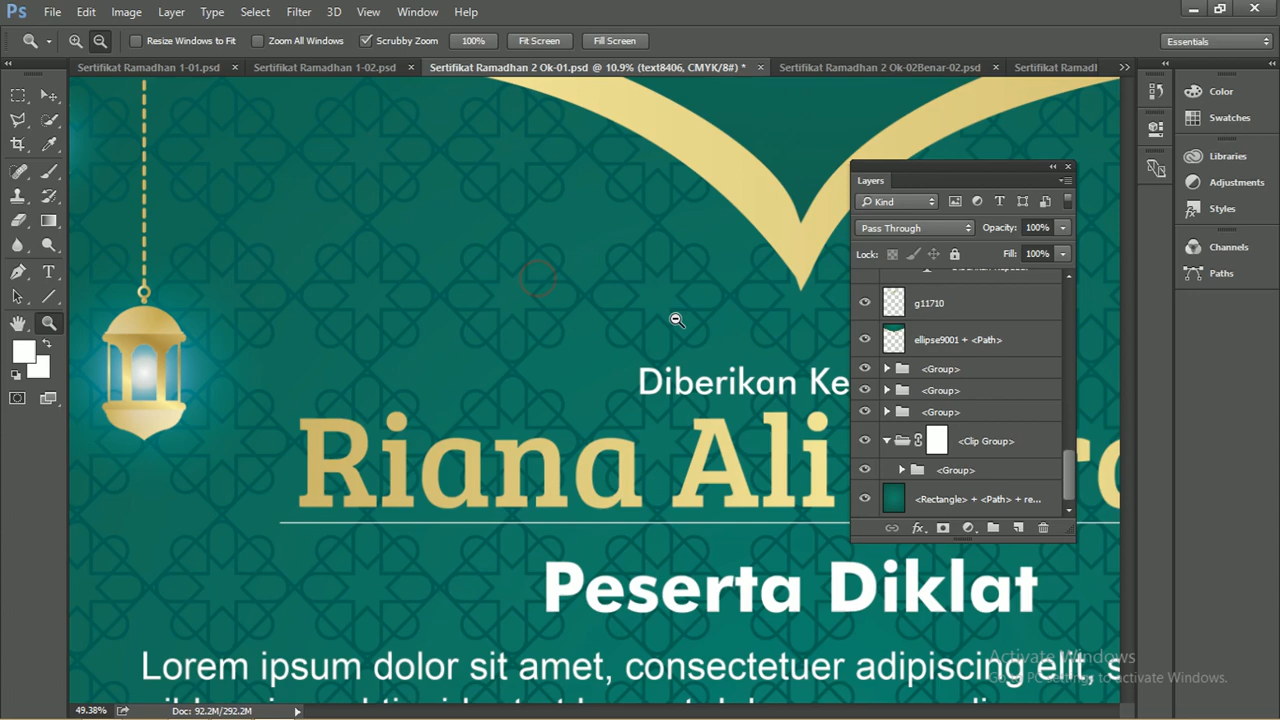 Ps File Edit Image Layer Type Select Filter 3D View Window Help
Resize Windows to Fit Zoom All Windows Scrubby Zoom 100% Fit Screen Fill Screen Essentials
Sertifikat Ramadhan 1-01.psd × Sertifikat Ramadhan 1-02.psd × Sertifikat Ramadhan 2 Ok-01.psd @ 10.9% (text8406, CMYK/8#) * × Sertifikat Ramadhan 2 Ok-02Benar-02.psd × Sertifikat Ramadl
Color
Swatches
Libraries
Adjustments
Styles
Channels
Paths
Layers
Kind
Pass Through Opacity: 100%
Lock: Fill: 100%
g11710
ellipse9001 + <Path>
<Group>
<Group>
<Group>
<Clip Group>
<Group>
<Rectangle> + <Path> + re...
fx
Diberikan Ke
Riana Ali
Peserta Diklat
Lorem ipsum dolor sit amet, consectetuer adipiscing elit, s
Activate Windows
Go to PC settings to activate Windows.
49.38% Doc: 92.2M/292.2M